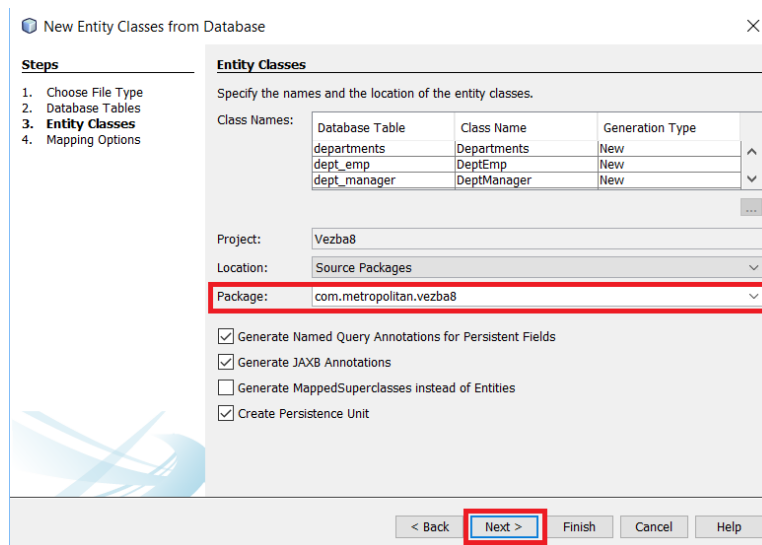 New Entity Classes from Database
Steps
1. Choose File Type
2. Database Tables
3. Entity Classes
4. Mapping Options
Entity Classes
Specify the names and the location of the entity classes.
Class Names:
Database Table Class Name Generation Type
departments Departments New
dept_emp DeptEmp New
dept_manager DeptManager New
...
Project: Vezba8
Location: Source Packages
Package: com.metropolitan.vezba8
Generate Named Query Annotations for Persistent Fields
Generate JAXB Annotations
Generate MappedSuperclasses instead of Entities
Create Persistence Unit
< Back Next > Finish Cancel Help